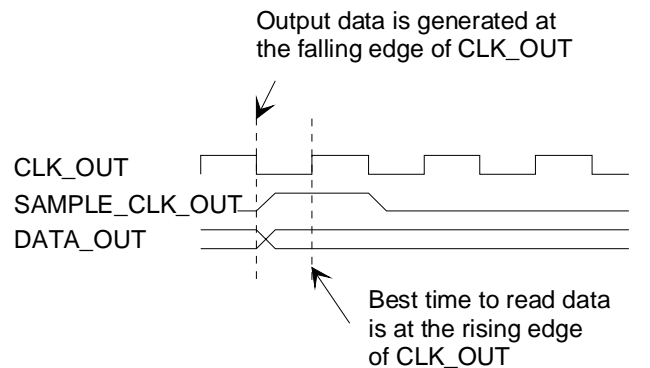 Output data is generated at
the falling edge of CLK_OUT
CLK_OUT
SAMPLE_CLK_OUT
DATA_OUT
Best time to read data
is at the rising edge
of CLK_OUT